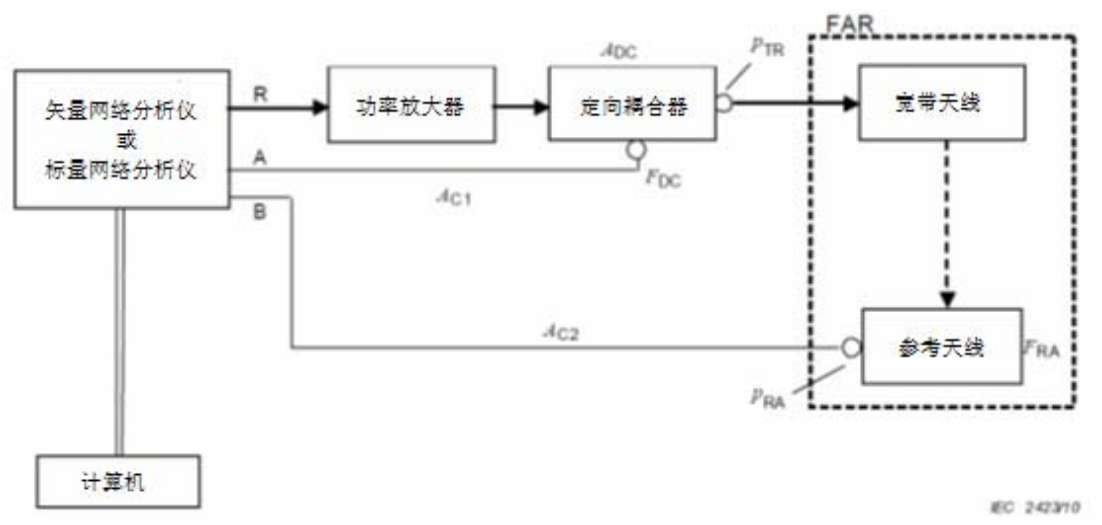 FAR
A_DC
p_TR
矢量网络分析仪
或
标量网络分析仪
R
功率放大器
定向耦合器
宽带天线
A
F_DC
A_C1
B
A_C2
参考天线
F_RA
p_RA
计算机
IEC 2423/10